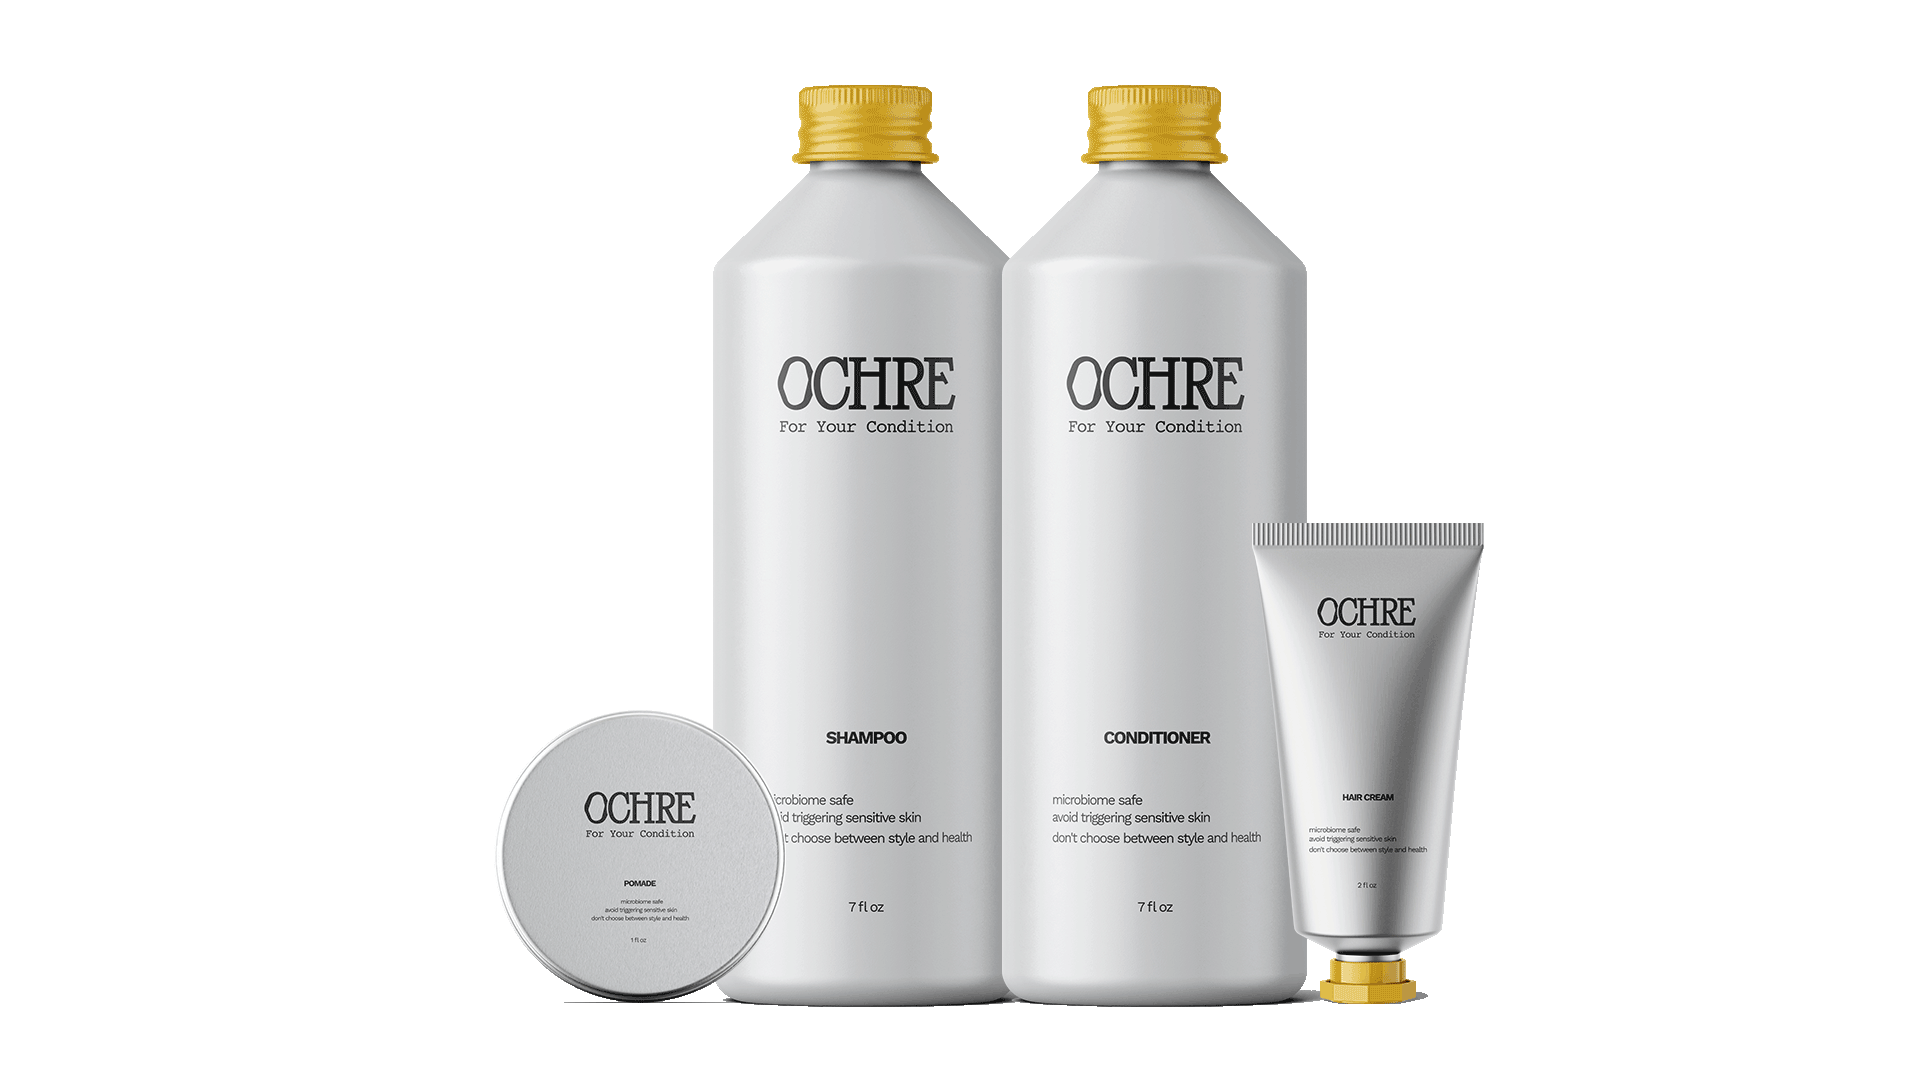 OCHRE
For Your Condition
SHAMPOO
microbiome safe
avoid triggering sensitive skin
choose between style and health
7 fl oz
OCHRE
For Your Condition
CONDITIONER
microbiome safe
avoid triggering sensitive skin
don't choose between style and health
7 fl oz
OCHRE
For Your Condition
HAIR CREAM
microbiome safe
avoid triggering sensitive skin
don't choose between style and health
2 fl oz
OCHRE
For Your Condition
POMADE
microbiome safe
avoid triggering sensitive skin
don't choose between style and health
1 fl oz